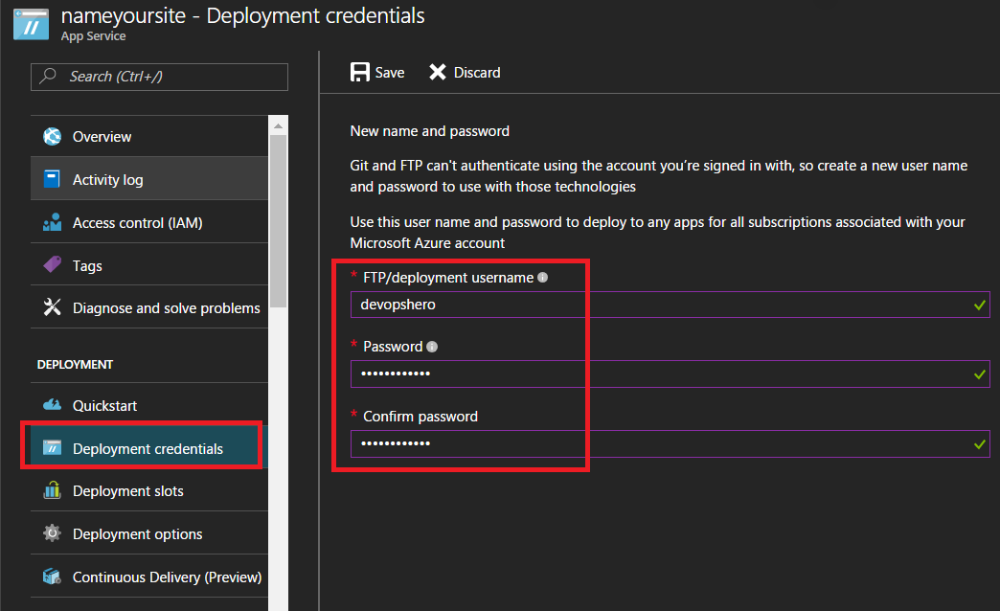 nameyoursite - Deployment credentials
App Service
Search (Ctrl+/)
Overview
Activity log
Access control (IAM)
Tags
Diagnose and solve problems
DEPLOYMENT
Quickstart
Deployment credentials
Deployment slots
Deployment options
Continuous Delivery (Preview)
Save
Discard
New name and password
Git and FTP can't authenticate using the account you're signed in with, so create a new user name
and password to use with those technologies
Use this user name and password to deploy to any apps for all subscriptions associated with your
Microsoft Azure account
* FTP/deployment username
devopshero
* Password
••••••••••••
* Confirm password
••••••••••••